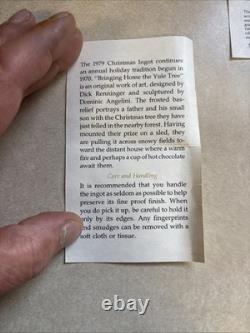 The 1979 Christmas Ingot continues
an annual holiday tradition begun in
1970. "Bringing Home the Yule Tree"
is an original work of art, designed by
Dick Renninger and sculptured by
Dominic Angelini. The frosted bas-
relief portrays a father and his small
son with the Christmas tree they have
just felled in the nearby forest. Having
mounted their prize on a sled, they
are pulling it across snowy fields to-
ward the distant house where a warm
fire and perhaps a cup of hot chocolate
await them.
Care and Handling
It is recommended that you handle
the ingot as seldom as possible to help
preserve its fine proof finish. When
you do pick it up, be careful to hold it
only by its edges. Any fingerprints
and smudges can be removed with a
soft cloth or tissue.